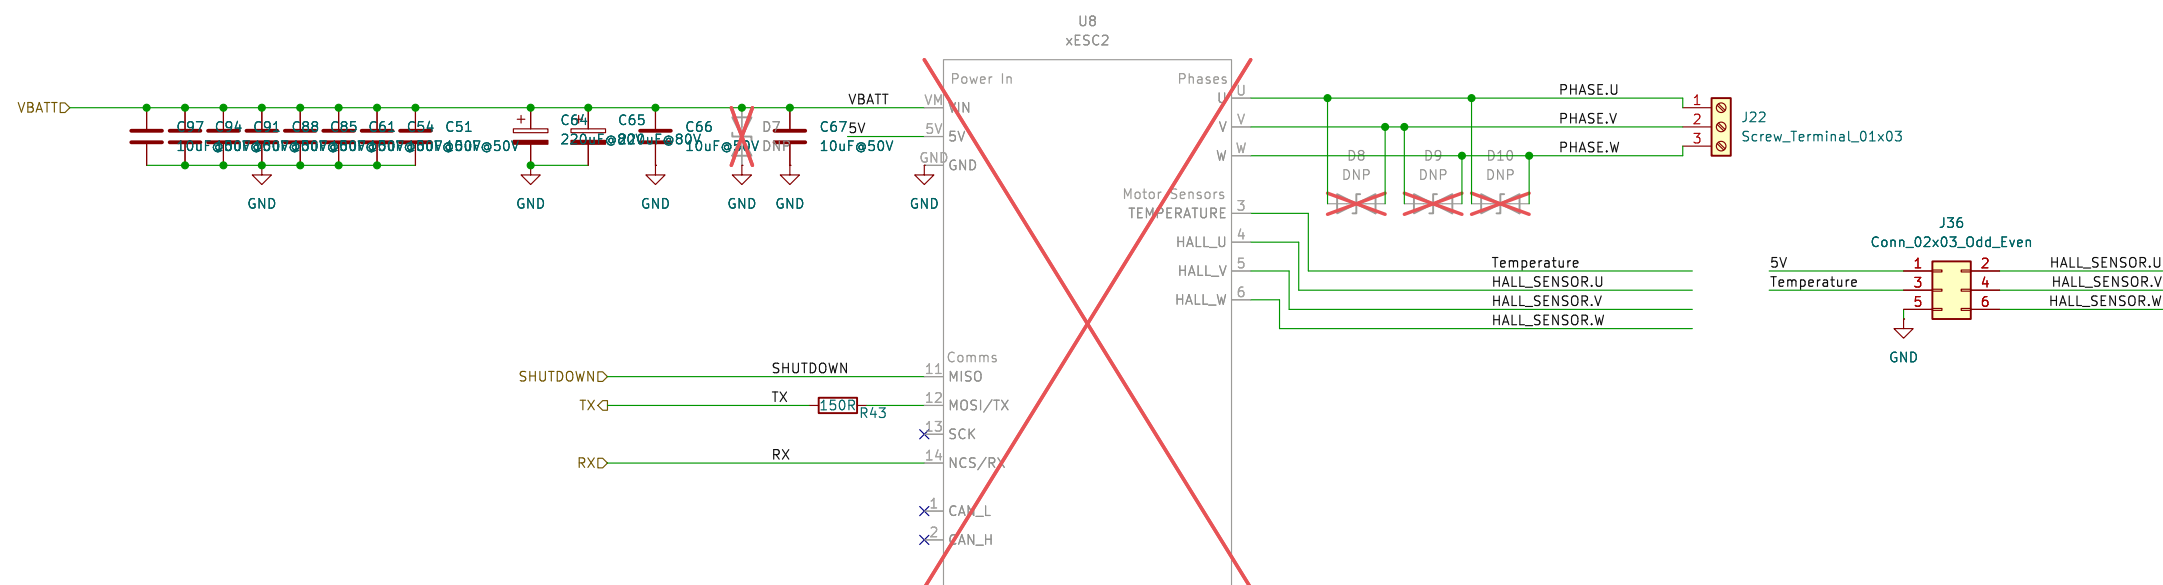 U8
xESC2
Power In
Phases
VBATT
VBATT
VM
VIN
U
U
PHASE.U
1
J22
C97
C94
C91
C88
C85
C61
C54
C51
C64
C65
C66
D7
C67
5V
5V
5V
V
V
PHASE.V
2
Screw_Terminal_01x03
220uF@80V
10uF@50V
DNP
10uF@50V
PHASE.W
3
GND
GND
W
W
D8
D9
D10
DNP
DNP
DNP
GND
GND
GND
GND
GND
GND
Motor Sensors
TEMPERATURE
3
J36
HALL_U
4
Conn_02x03_Odd_Even
HALL_V
5
Temperature
5V
1
2
HALL_SENSOR.U
HALL_SENSOR.U
Temperature
3
4
HALL_SENSOR.V
HALL_W
6
HALL_SENSOR.V
5
6
HALL_SENSOR.W
HALL_SENSOR.W
GND
Comms
SHUTDOWN
SHUTDOWN
11
MISO
TX
TX
150R
R43
12
MOSI/TX
13
SCK
RX
RX
14
NCS/RX
1
CAN_L
2
CAN_H